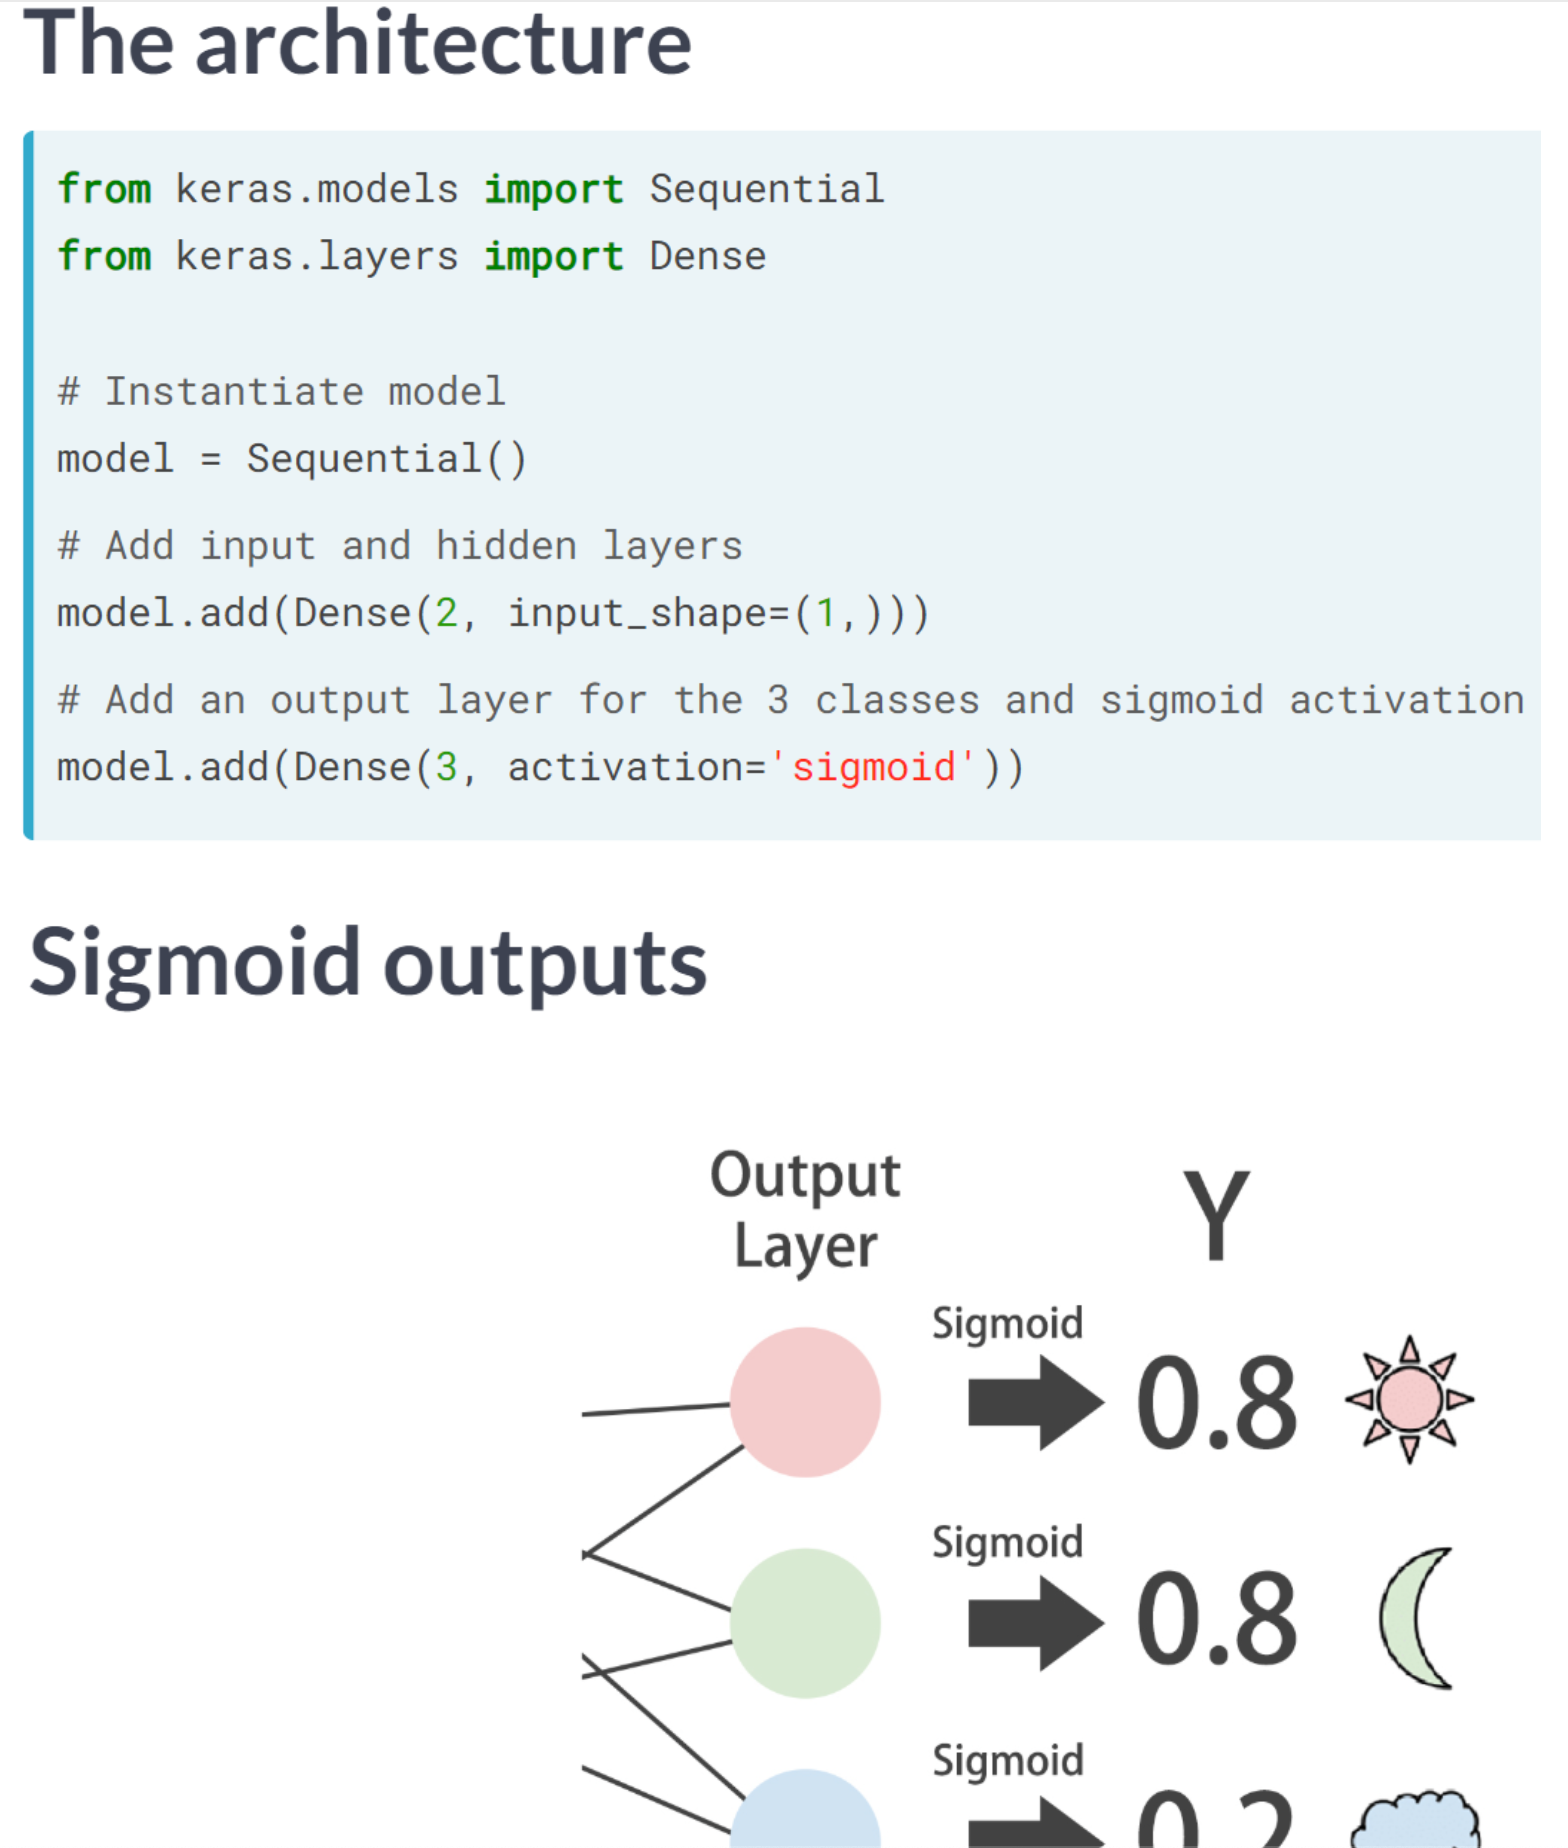 The architecture
from keras.models import Sequential
from keras.layers import Dense
# Instantiate model
model = Sequential()
# Add input and hidden layers
model.add(Dense(2, input_shape=(1,)))
# Add an output layer for the 3 classes and sigmoid activation
model.add(Dense(3, activation='sigmoid'))
Sigmoid outputs
Output
Layer
Y
Sigmoid
0.8
Sigmoid
0.8
Sigmoid
0.2